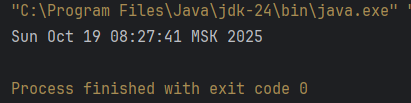 "C:\Program Files\Java\jdk-24\bin\java.exe" "
Sun Oct 19 08:27:41 MSK 2025
Process finished with exit code 0